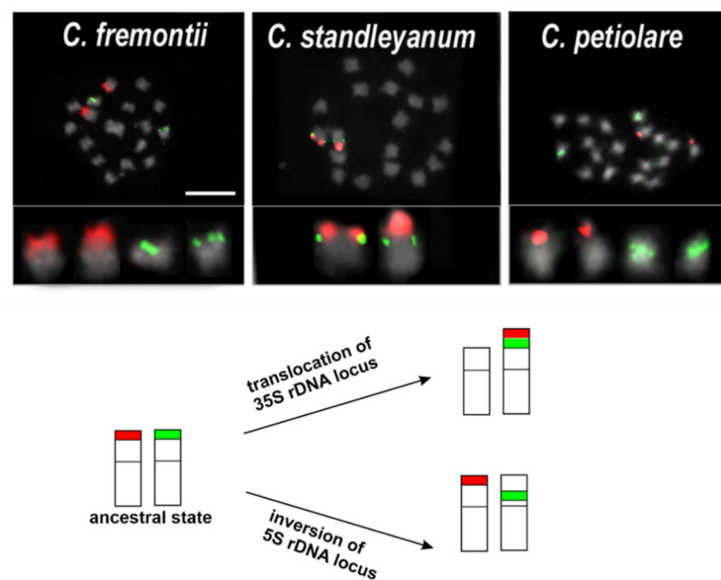 C. fremontii
C. standleyanum
C. petiolare
translocation of
35S rDNA locus
ancestral state
inversion of
5S rDNA locus